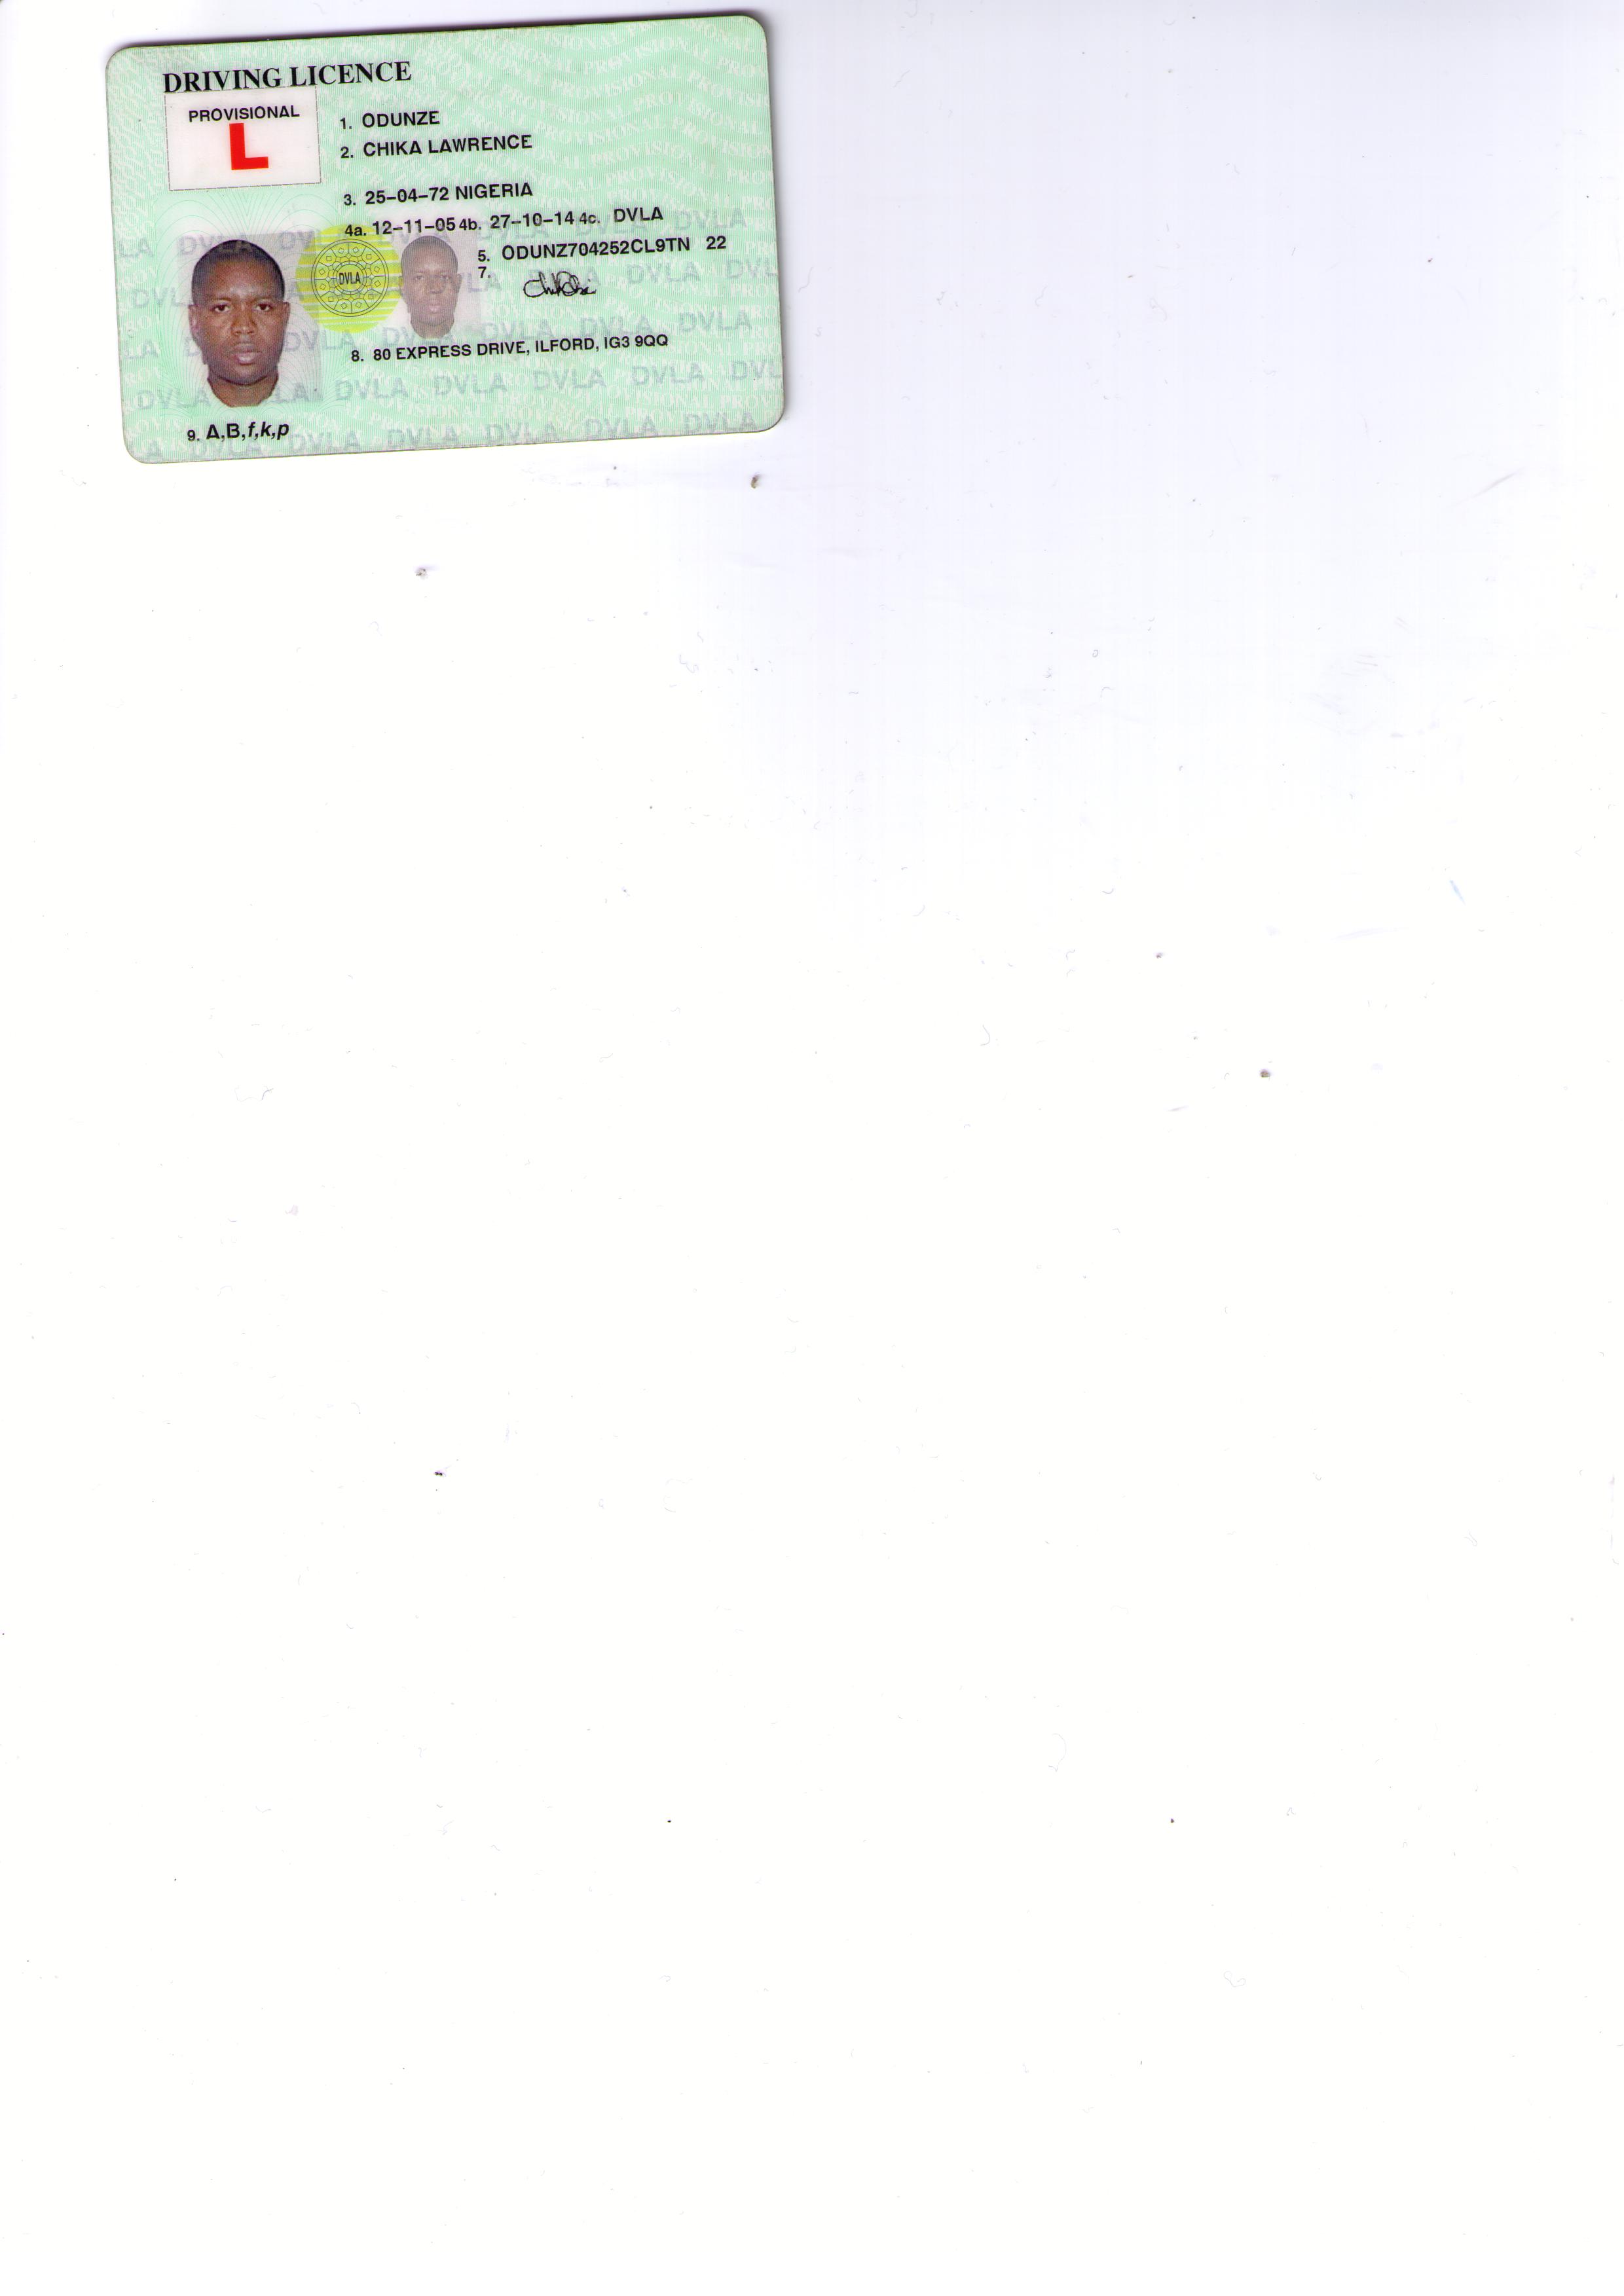 DRIVING LICENCE
PROVISIONAL
L
1. ODUNZE
2. CHIKA LAWRENCE
3. 25-04-72 NIGERIA
4a. 12-11-05 4b. 27-10-14 4c. DVLA
5. ODUNZ704252CL9TN 22
7.
DVLA
8. 80 EXPRESS DRIVE, ILFORD, IG3 9QQ
9. A,B,f,k,p